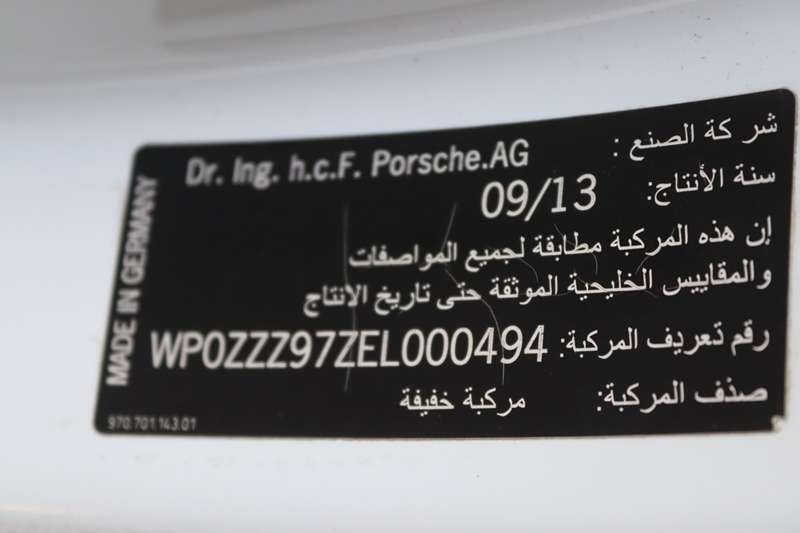 شركة الصنع : Dr. Ing. h.c.F. Porsche.AG
سنة الأنتاج: 09/13
إن هذه المركبة مطابقة لجميع المواصفات
والمقاييس الخليجية الموثقة حتى تاريخ الانتاج
رقم تعريف المركبة: WP0ZZZ97ZEL000494
صذف المركبة: مركبة خفيفة
MADE IN GERMANY
970.701.143.01